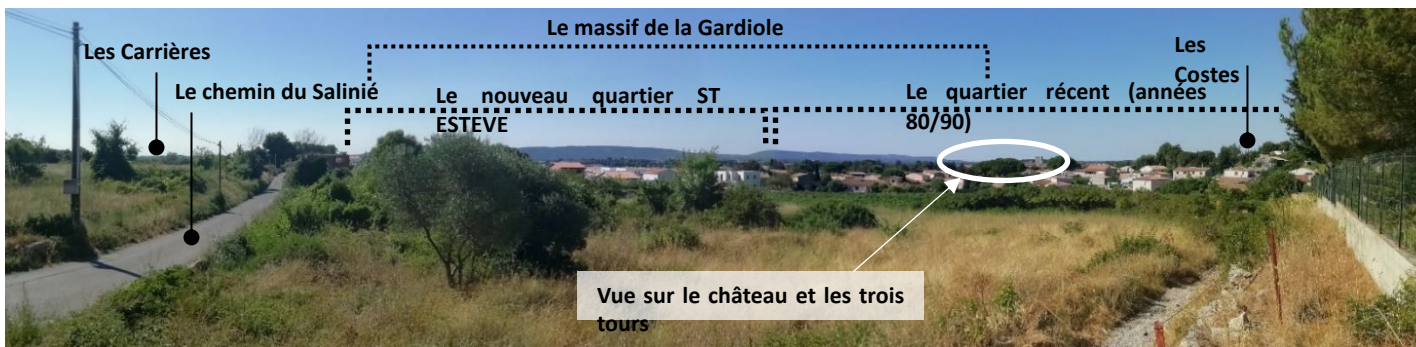 Le massif de la Gardiole
Les Carrières
Les
Costes
Le chemin du Salinié
Le nouveau quartier ST
ESTEVE
Le quartier récent (années
80/90)
Vue sur le château et les trois
tours